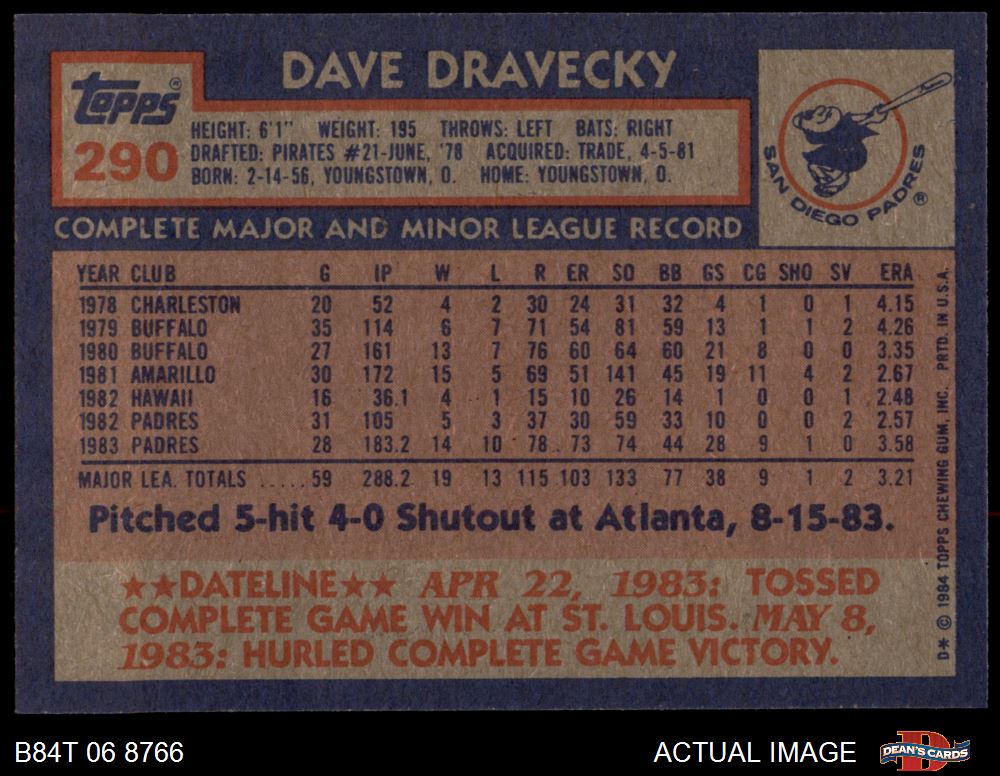 DAVE DRAVECKY
Topps®
290
HEIGHT: 6'1" WEIGHT: 195 THROWS: LEFT BATS: RIGHT
DRAFTED: PIRATES #21-JUNE, '78 ACQUIRED: TRADE, 4-5-81
BORN: 2-14-56, YOUNGSTOWN, O. HOME: YOUNGSTOWN, O.
SAN DIEGO PADRES ®
COMPLETE MAJOR AND MINOR LEAGUE RECORD
YEAR CLUB G IP W L R ER SO BB GS CG SHO SV ERA
1978 CHARLESTON 20 52 4 2 30 24 31 32 4 1 0 1 4.15
1979 BUFFALO 35 114 6 7 71 54 81 59 13 1 1 2 4.26
1980 BUFFALO 27 161 13 7 76 60 64 60 21 8 0 0 3.35
1981 AMARILLO 30 172 15 5 69 51 141 45 19 11 4 2 2.67
1982 HAWAII 16 36.1 4 1 15 10 26 14 1 0 0 1 2.48
1982 PADRES 31 105 5 3 37 30 59 33 10 0 0 2 2.57
1983 PADRES 28 183.2 14 10 78 73 74 44 28 9 1 0 3.58
MAJOR LEA. TOTALS ..... 59 288.2 19 13 115 103 133 77 38 9 1 2 3.21
Pitched 5-hit 4-0 Shutout at Atlanta, 8-15-83.
★★DATELINE★★ APR 22, 1983: TOSSED
COMPLETE GAME WIN AT ST. LOUIS. MAY 8,
1983: HURLED COMPLETE GAME VICTORY.
D* © 1984 TOPPS CHEWING GUM, INC. PRTD. IN U.S.A.
B84T 06 8766
ACTUAL IMAGE
D
DEAN'S CARDS